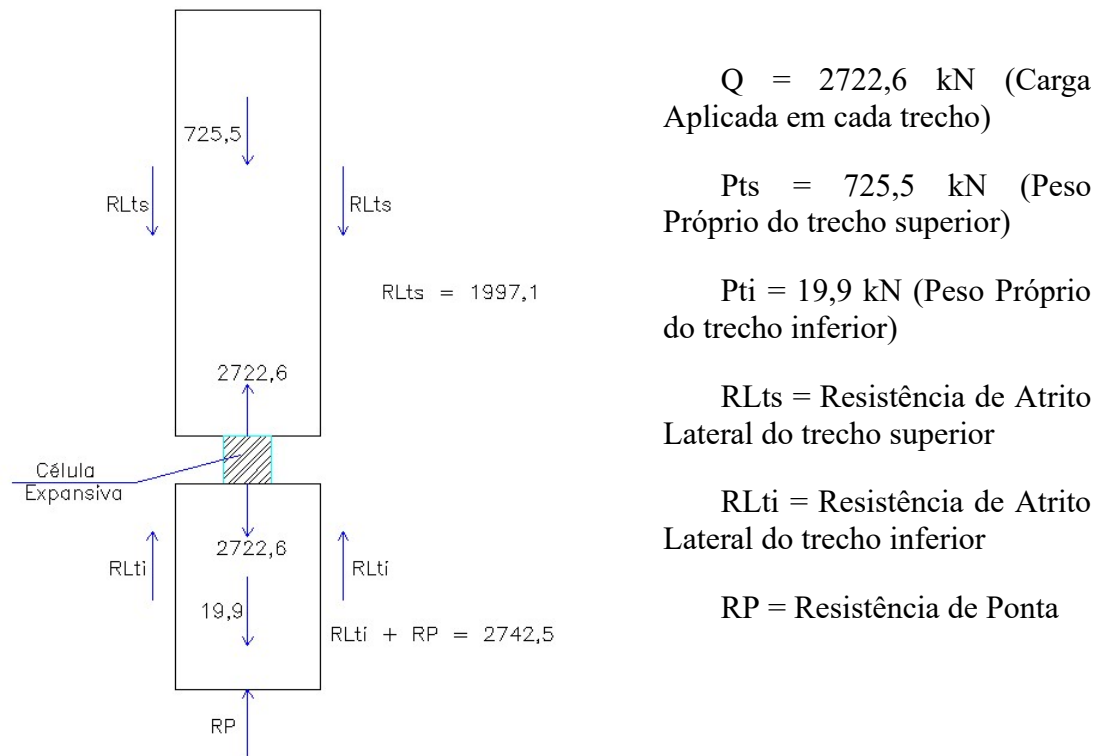 725,5
RLts
RLts
RLts = 1997,1
2722,6
Célula
Expansiva
2722,6
RLti
RLti
19,9
RLti + RP = 2742,5
RP
Q = 2722,6 kN (Carga
Aplicada em cada trecho)
Pts = 725,5 kN (Peso
Próprio do trecho superior)
Pti = 19,9 kN (Peso Próprio
do trecho inferior)
RLts = Resistência de Atrito
Lateral do trecho superior
RLti = Resistência de Atrito
Lateral do trecho inferior
RP = Resistência de Ponta